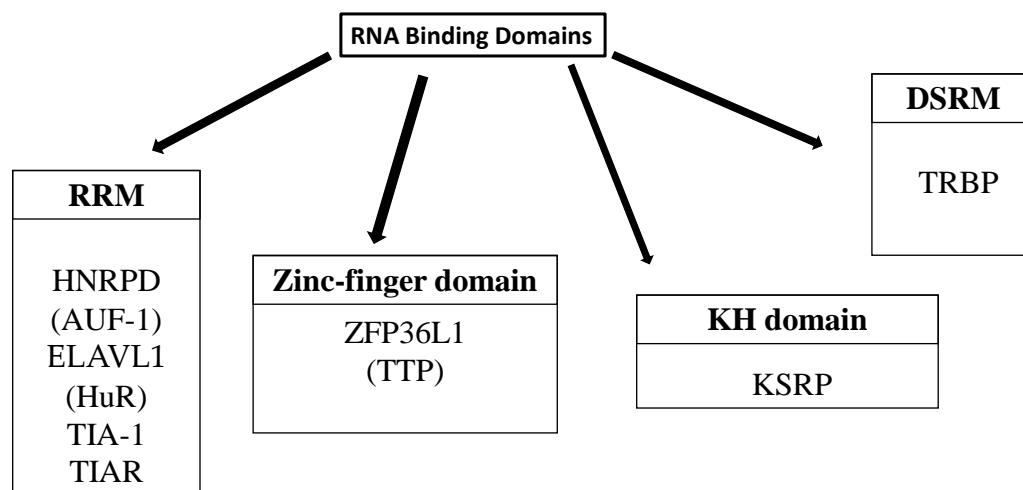 RNA Binding Domains
RRM
HNRPD
(AUF-1)
ELAVL1
(HuR)
TIA-1
TIAR
Zinc-finger domain
ZFP36L1
(TTP)
KH domain
KSRP
DSRM
TRBP